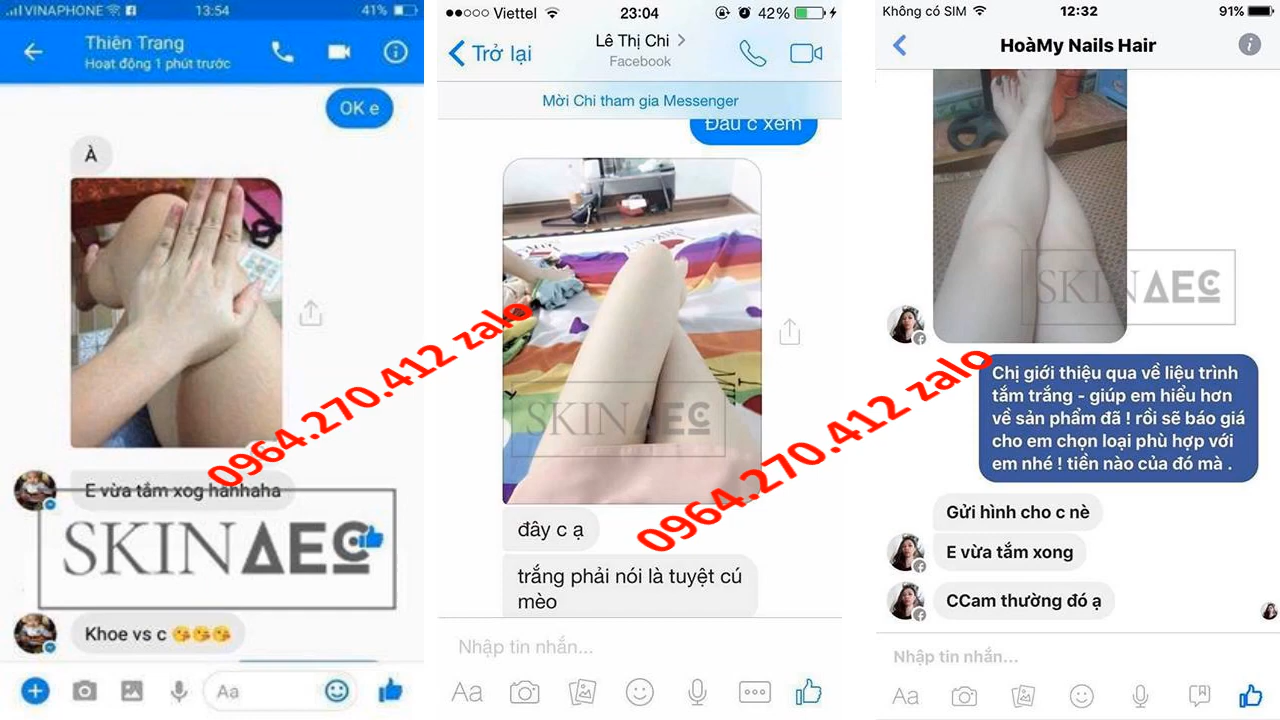 VINAPHONE
13:54
41%
Thiên Trang
Hoạt động 1 phút trước
OK e
À
E vừa tắm xog hahhaha
SKINAEC
Khoe vs c 😘😘😘
Aa
Viettel
23:04
42%
Trở lại
Lê Thị Chi
Facebook
Mời Chi tham gia Messenger
Đâu c xem
SKINAEC
đây c ạ
trắng phải nói là tuyệt cú
mèo
Nhập tin nhắn...
Aa
Không có SIM
12:32
91%
HoàMy Nails Hair
SKINAEC
Chị giới thiệu qua về liệu trình
tắm trắng - giúp em hiểu hơn
về sản phẩm đã ! rồi sẽ báo giá
cho em chọn loại phù hợp với
em nhé ! tiền nào của đó mà .
Gửi hình cho c nè
E vừa tắm xong
CCam thường đó ạ
Nhập tin nhắn...
Aa
0964.270.412 zalo
0964.270.412 zalo